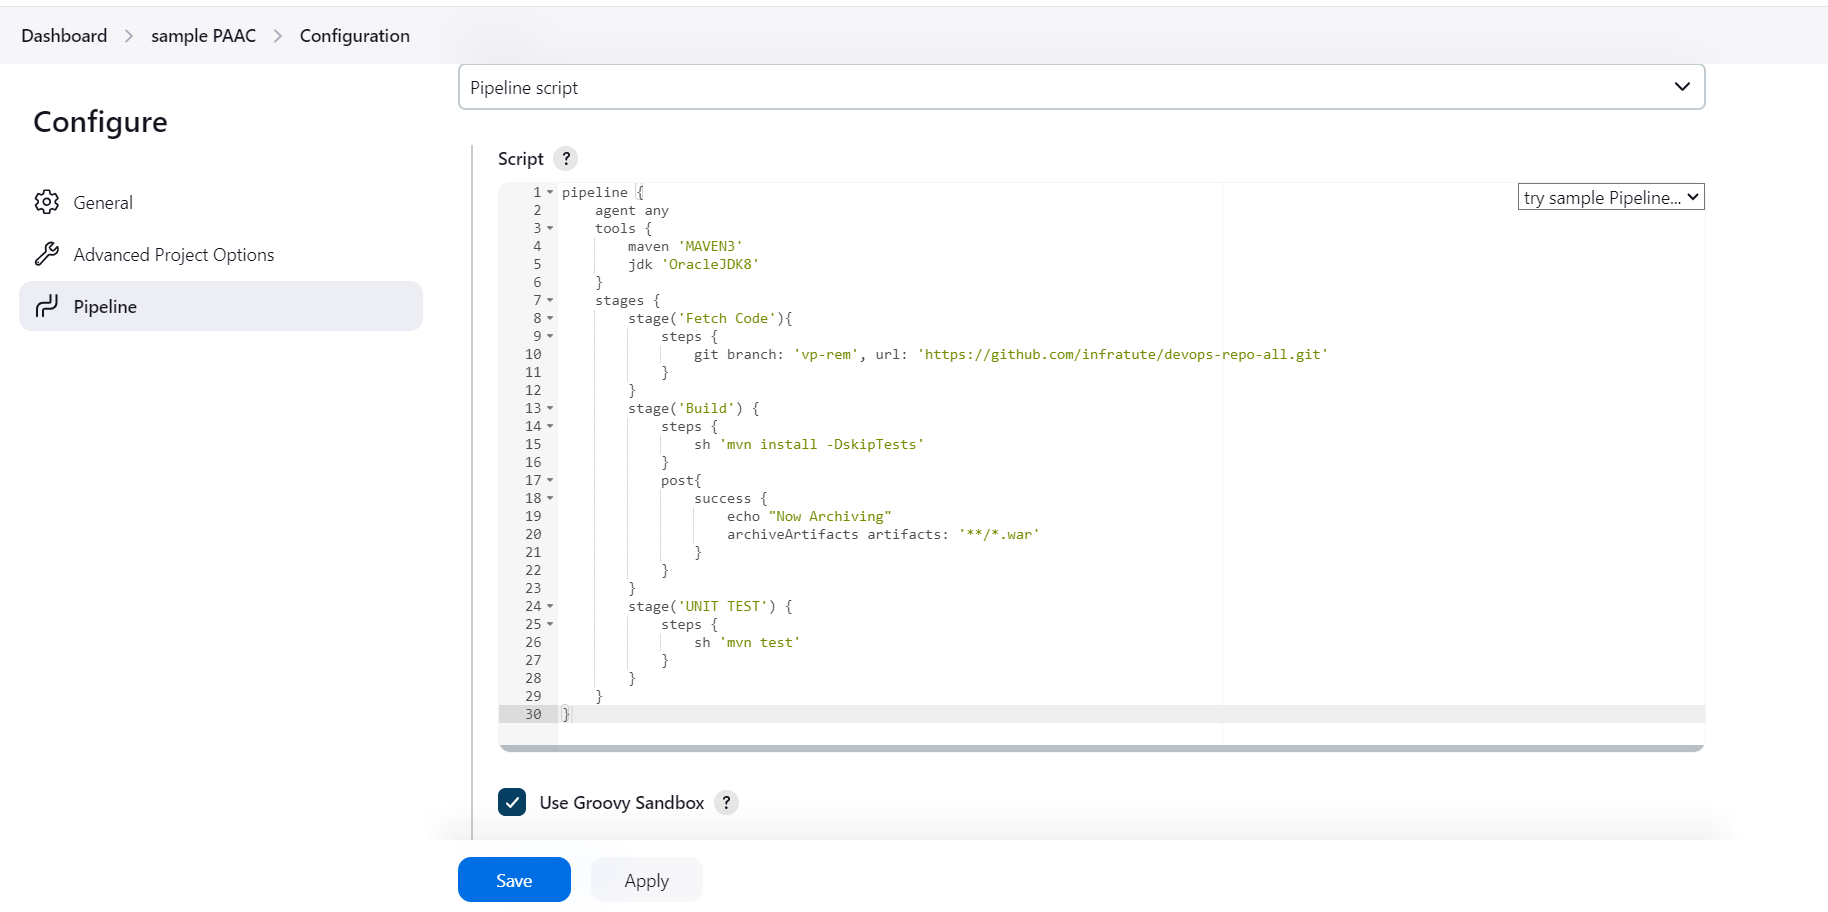 Dashboard > sample PAAC > Configuration
Configure
General
Advanced Project Options
Pipeline
Pipeline script
Script ?
try sample Pipeline...
1 pipeline {
2     agent any
3     tools {
4         maven 'MAVEN3'
5         jdk 'OracleJDK8'
6     }
7     stages {
8         stage('Fetch Code'){
9             steps {
10                 git branch: 'vp-rem', url: 'https://github.com/infratute/devops-repo-all.git'
11             }
12         }
13         stage('Build') {
14             steps {
15                 sh 'mvn install -DskipTests'
16             }
17             post{
18                 success {
19                     echo "Now Archiving"
20                     archiveArtifacts artifacts: '**/*.war'
21                 }
22             }
23         }
24         stage('UNIT TEST') {
25             steps {
26                 sh 'mvn test'
27             }
28         }
29     }
30 }
Use Groovy Sandbox ?
Save
Apply